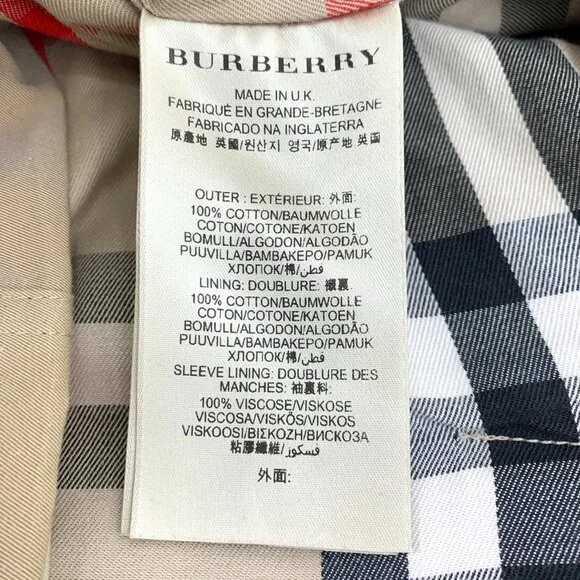 BURBERRY
MADE IN U.K.
FABRIQUÉ EN GRANDE-BRETAGNE
FABRICADO NA INGLATERRA
原產地 英國/원산지 영국/原产地 英国
OUTER : EXTÉRIEUR: 外面:
100% COTTON/BAUMWOLLE
COTON/COTONE/KATOEN
BOMULL/ALGODON/ALGODÃO
PUUVILLA/ΒΑΜΒΑΚΕΡΟ/PAMUK
ХЛОПОК/棉/قطن
LINING: DOUBLURE: 裏:
100% COTTON/BAUMWOLLE
COTON/COTONE/KATOEN
BOMULL/ALGODON/ALGODÃO
PUUVILLA/ΒΑΜΒΑΚΕΡΟ/PAMUK
ХЛОПОК/棉/قطن
SLEEVE LINING: DOUBLURE DES
MANCHES: 袖裏料:
100% VISCOSE/VISKOSE
VISCOSA/VISKÓS/VISKOS
VISKOOSI/ΒΙΣΚΟΖΗ/ВИСКОЗА
粘膠纖維/فسكوز
外面: